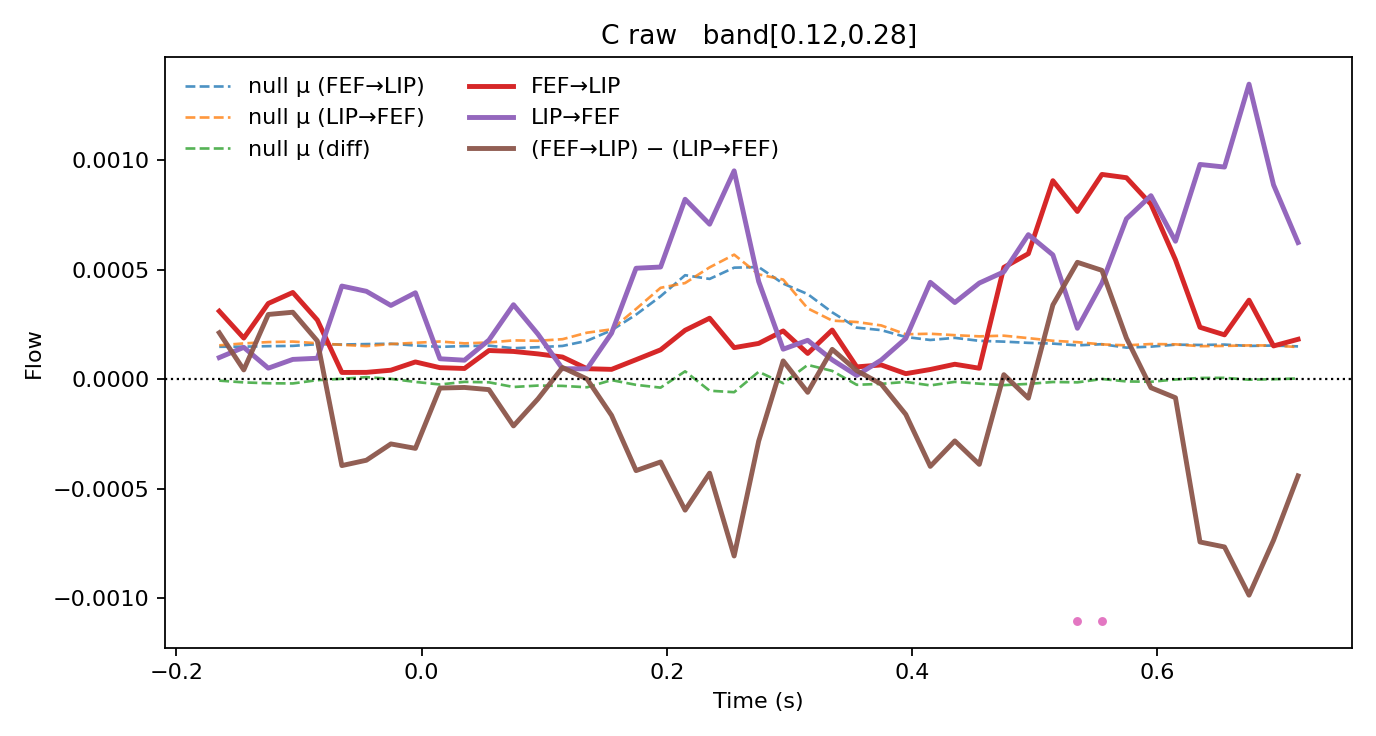 C raw   band[0.12,0.28]
null μ (FEF→LIP)
null μ (LIP→FEF)
null μ (diff)
FEF→LIP
LIP→FEF
(FEF→LIP) − (LIP→FEF)
Flow
0.0010
0.0005
0.0000
−0.0005
−0.0010
−0.2
0.0
0.2
0.4
0.6
Time (s)